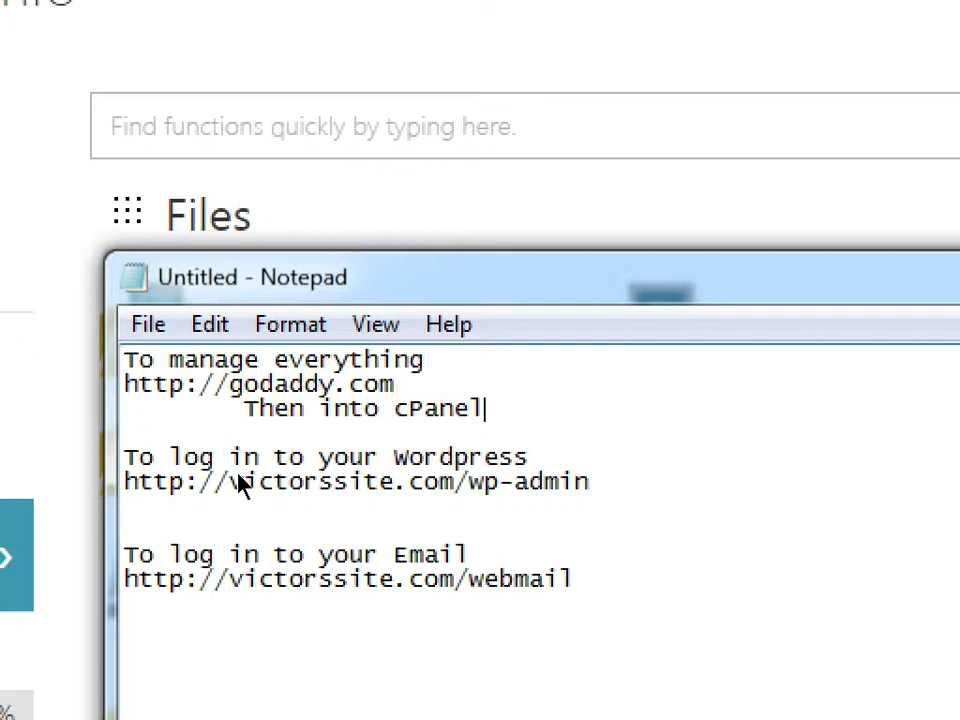 Find functions quickly by typing here.
Files
Untitled - Notepad
File Edit Format View Help
To manage everything
http://godaddy.com
Then into cPanel
To log in to your Wordpress
http://victorssite.com/wp-admin
To log in to your Email
http://victorssite.com/webmail
%